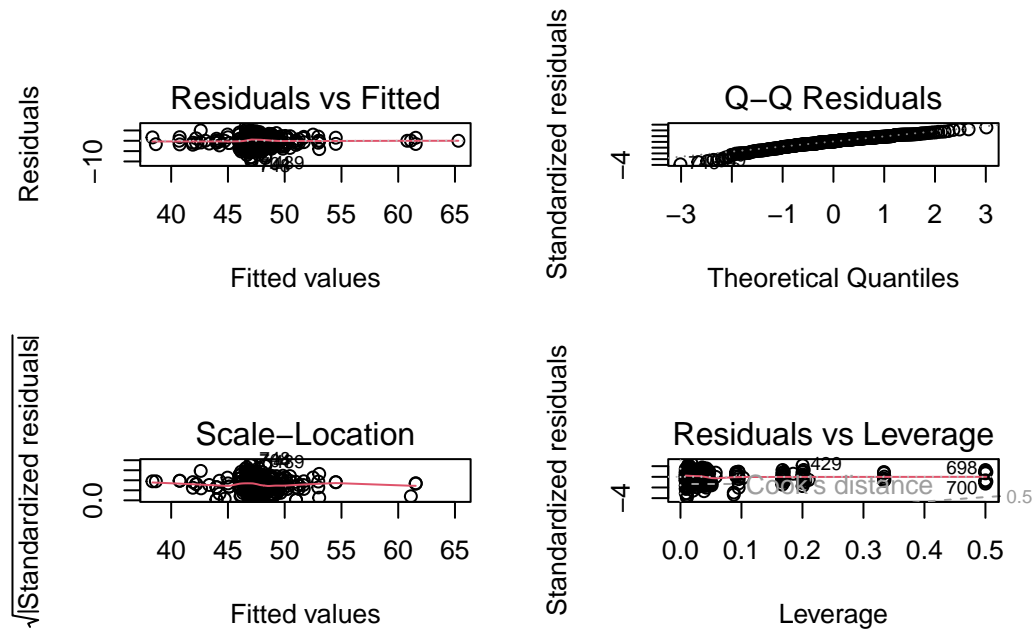 Residuals vs Fitted
Residuals
−10
489
40 45 50 55 60 65
Fitted values
Q−Q Residuals
Standardized residuals
−4
−3 −1 0 1 2 3
Theoretical Quantiles
Scale−Location
√|Standardized residuals|
0.0
489
40 45 50 55 60 65
Fitted values
Residuals vs Leverage
Standardized residuals
−4
429
698
700
Cook's distance
0.5
0.0 0.1 0.2 0.3 0.4 0.5
Leverage